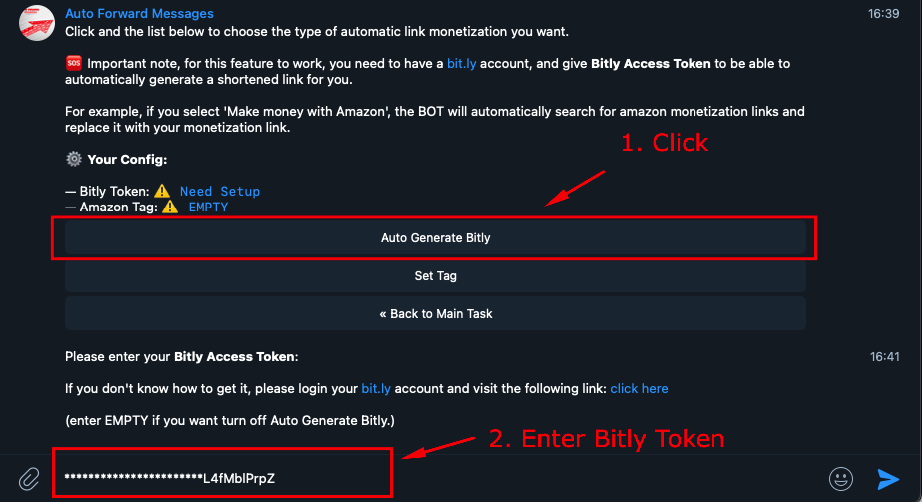 Auto Forward Messages 16:39
Click and the list below to choose the type of automatic link monetization you want.
🆘 Important note, for this feature to work, you need to have a bit.ly account, and give Bitly Access Token to be able to
automatically generate a shortened link for you.
For example, if you select 'Make money with Amazon', the BOT will automatically search for amazon monetization links and
replace it with your monetization link.
1. Click
⚙️ Your Config:
— Bitly Token: ⚠️ Need Setup
— Amazon Tag: ⚠️ EMPTY
Auto Generate Bitly
Set Tag
« Back to Main Task
Please enter your Bitly Access Token: 16:41
If you don't know how to get it, please login your bit.ly account and visit the following link: click here
(enter EMPTY if you want turn off Auto Generate Bitly.)
2. Enter Bitly Token
***********************L4fMblPrpZ